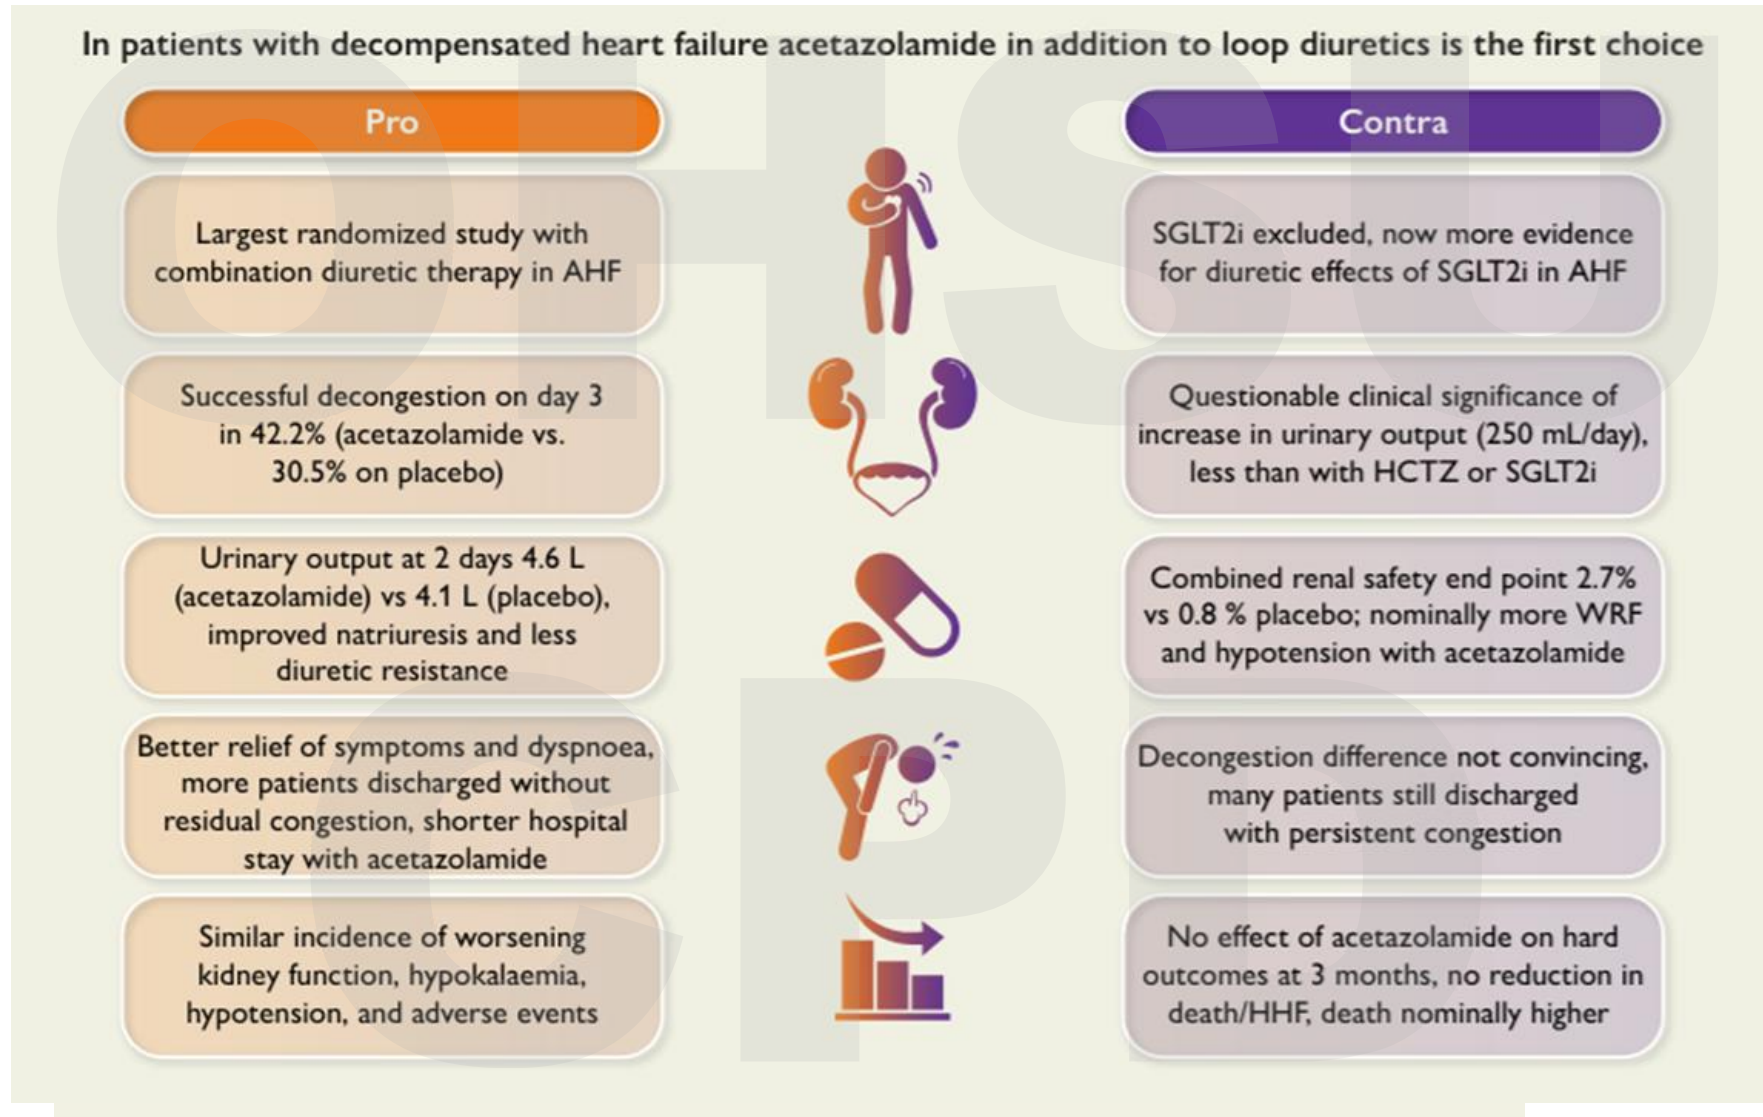 In patients with decompensated heart failure acetazolamide in addition to loop diuretics is the first choice
Pro
Largest randomized study with
combination diuretic therapy in AHF
Successful decongestion on day 3
in 42.2% (acetazolamide vs.
30.5% on placebo)
Urinary output at 2 days 4.6 L
(acetazolamide) vs 4.1 L (placebo),
improved natriuresis and less
diuretic resistance
Better relief of symptoms and dyspnoea,
more patients discharged without
residual congestion, shorter hospital
stay with acetazolamide
Similar incidence of worsening
kidney function, hypokalaemia,
hypotension, and adverse events
Contra
SGLT2i excluded, now more evidence
for diuretic effects of SGLT2i in AHF
Questionable clinical significance of
increase in urinary output (250 mL/day),
less than with HCTZ or SGLT2i
Combined renal safety end point 2.7%
vs 0.8 % placebo; nominally more WRF
and hypotension with acetazolamide
Decongestion difference not convincing,
many patients still discharged
with persistent congestion
No effect of acetazolamide on hard
outcomes at 3 months, no reduction in
death/HHF, death nominally higher
OHSU
CPD